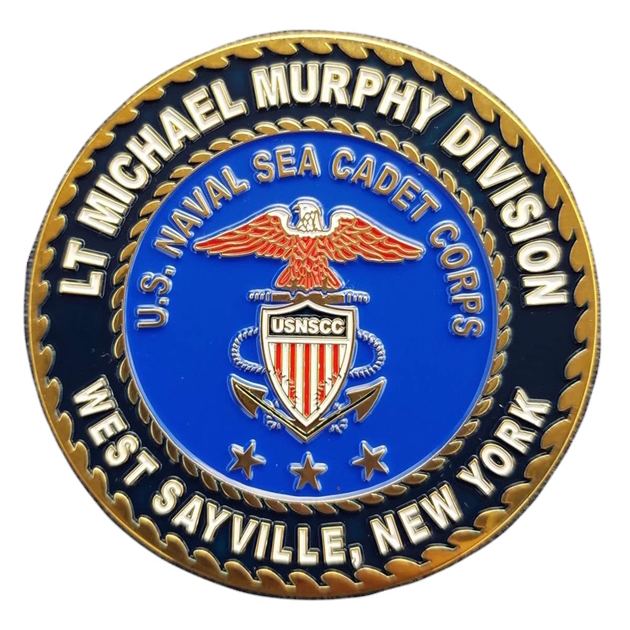 LT MICHAEL MURPHY DIVISION
U.S. NAVAL SEA CADET CORPS
USNSCC
WEST SAYVILLE, NEW YORK